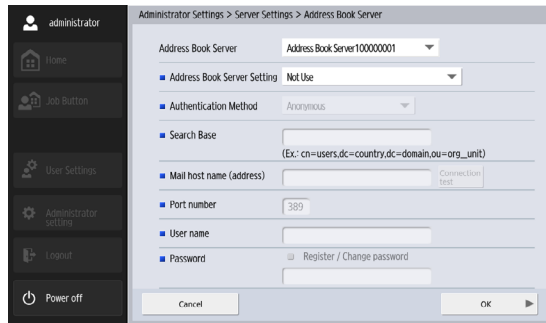 administrator
Administrator Settings > Server Settings > Address Book Server
Home
Job Button
User Settings
Administrator
setting
Logout
Power off
Address Book Server
Address Book Server100000001
Address Book Server Setting
Not Use
Authentication Method
Anonymous
Search Base
(Ex.: cn=users,dc=country,dc=domain,ou=org_unit)
Mail host name (address)
Connection
test
Port number
389
User name
Password
Register / Change password
Cancel
OK